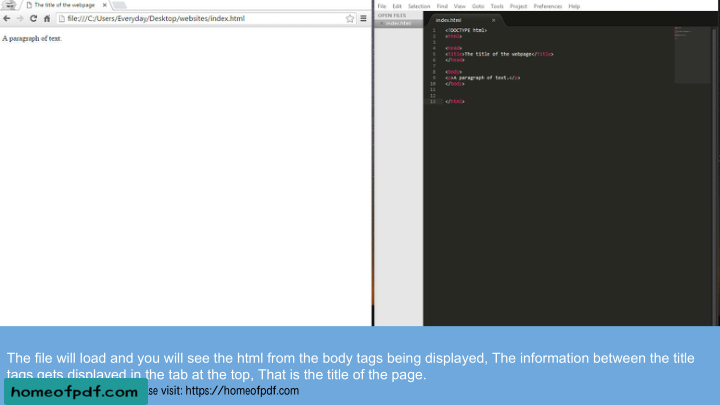 The title of the webpage
file:///C:/Users/Everyday/Desktop/websites/index.html
A paragraph of text.
File Edit Selection Find View Goto Tools Project Preferences Help
OPEN FILES
index.html
index.html
1 <!DOCTYPE html>
2 <html>
3
4 <head>
5 <title>The title of the webpage</title>
6 </head>
7
8 <body>
9 <p>A paragraph of text.</p>
10 </body>
11
12
13 </html>
The file will load and you will see the html from the body tags being displayed, The information between the title
tags gets displayed in the tab at the top, That is the title of the page.
homeofpdf.com
visit: https://homeofpdf.com